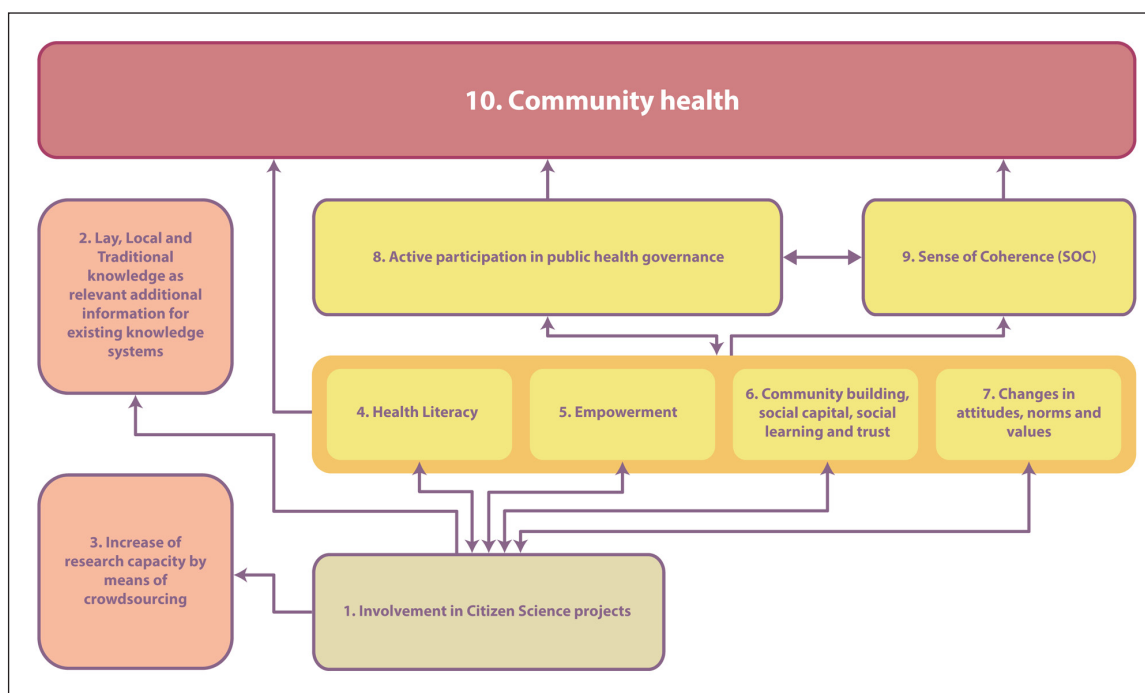 10. Community health
2. Lay, Local and
Traditional
knowledge as
relevant additional
information for
existing knowledge
systems
8. Active participation in public health governance
9. Sense of Coherence (SOC)
4. Health Literacy
5. Empowerment
6. Community building,
social capital, social
learning and trust
7. Changes in
attitudes, norms and
values
3. Increase of
research capacity by
means of
crowdsourcing
1. Involvement in Citizen Science projects